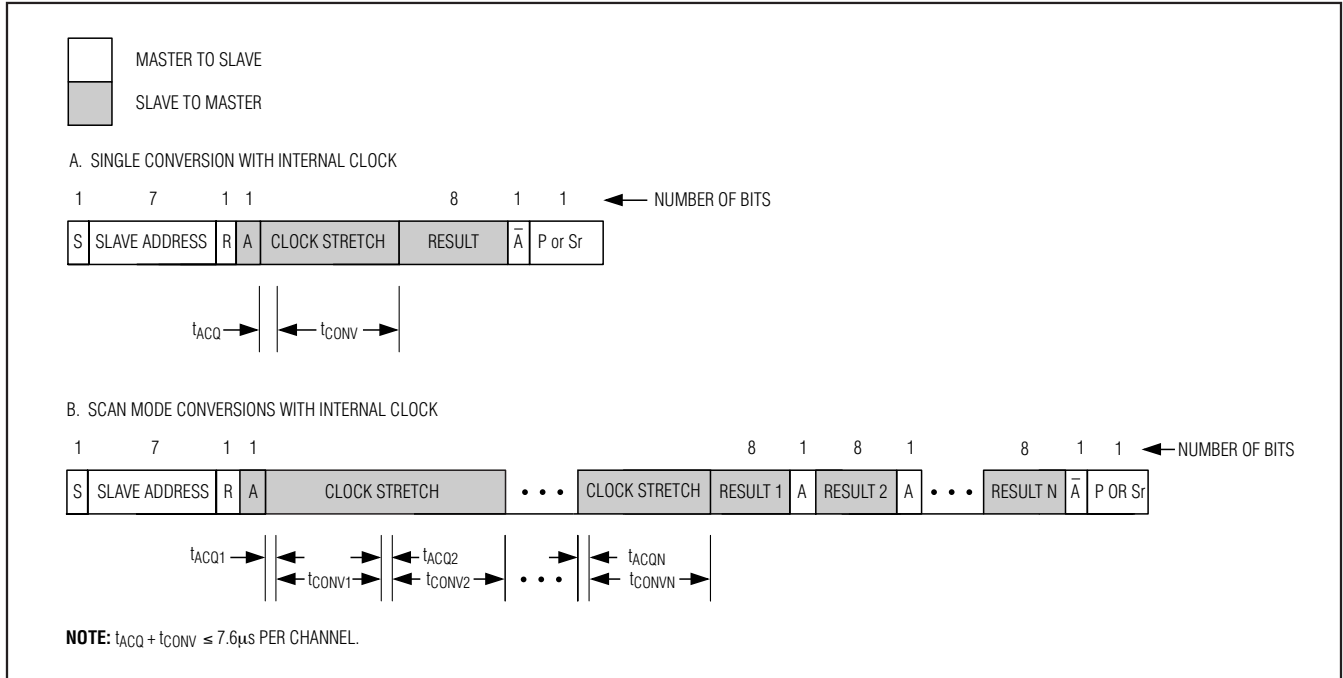 MASTER TO SLAVE
SLAVE TO MASTER
A. SINGLE CONVERSION WITH INTERNAL CLOCK
1 7 1 1 8 1 1 NUMBER OF BITS
S SLAVE ADDRESS R A CLOCK STRETCH RESULT A̅ P or Sr
tACQ tCONV
B. SCAN MODE CONVERSIONS WITH INTERNAL CLOCK
1 7 1 1 8 1 8 1 8 1 1 NUMBER OF BITS
S SLAVE ADDRESS R A CLOCK STRETCH • • • CLOCK STRETCH RESULT 1 A RESULT 2 A • • • RESULT N A̅ P OR Sr
tACQ1 tACQ2 tACQN
tCONV1 tCONV2 • • • tCONVN
NOTE: tACQ + tCONV ≤ 7.6μs PER CHANNEL.